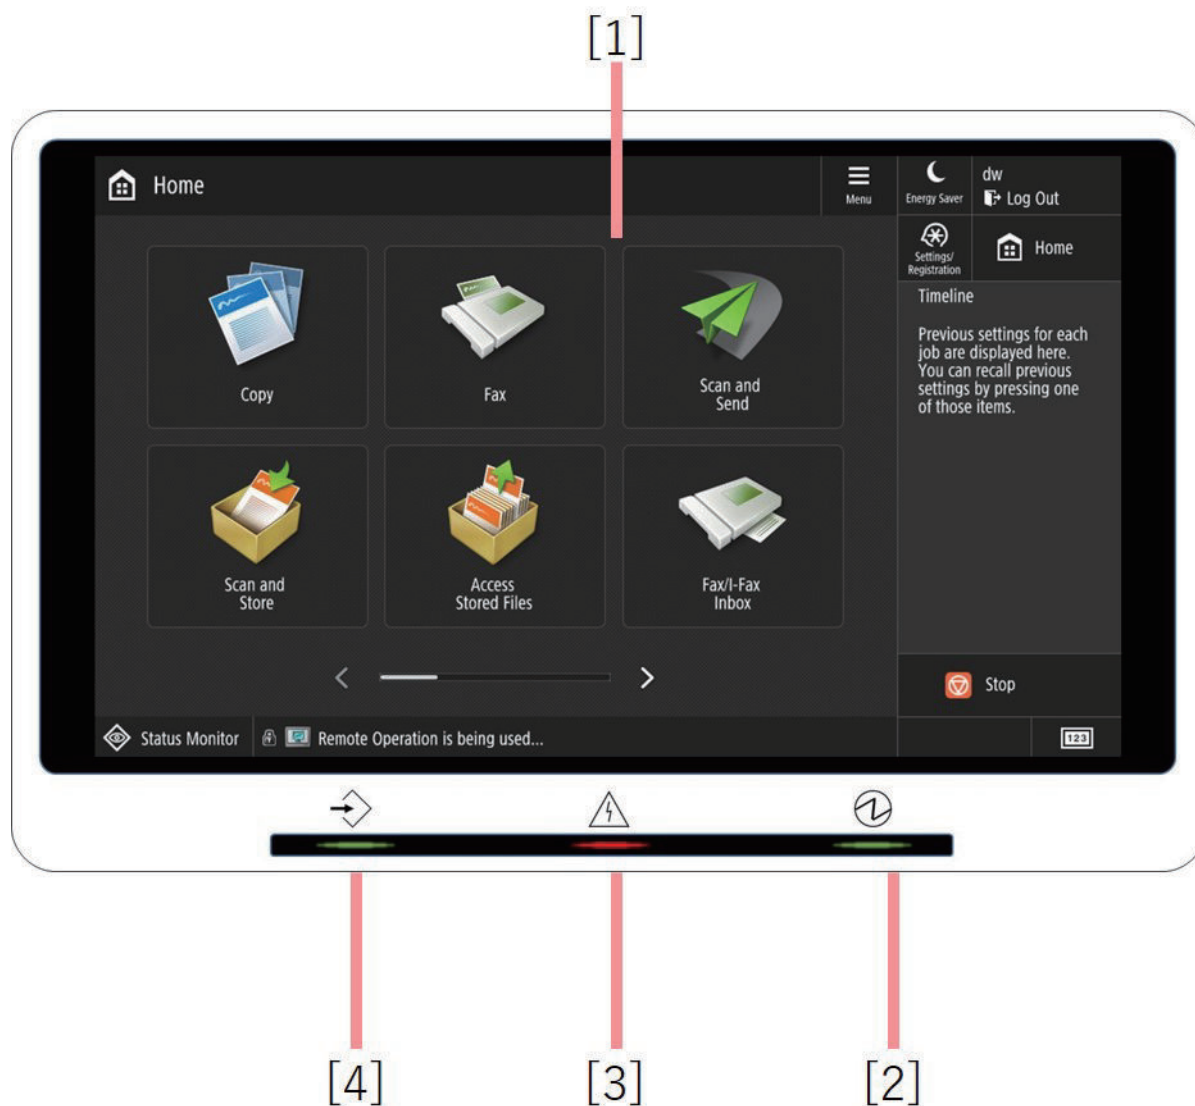 [1]
Home
Menu
Energy Saver
dw
Log Out
Settings/
Registration
Home
Copy
Fax
Scan and
Send
Scan and
Store
Access
Stored Files
Fax/I-Fax
Inbox
Timeline
Previous settings for each
job are displayed here.
You can recall previous
settings by pressing one
of those items.
Stop
Status Monitor
Remote Operation is being used...
123
[4]
[3]
[2]